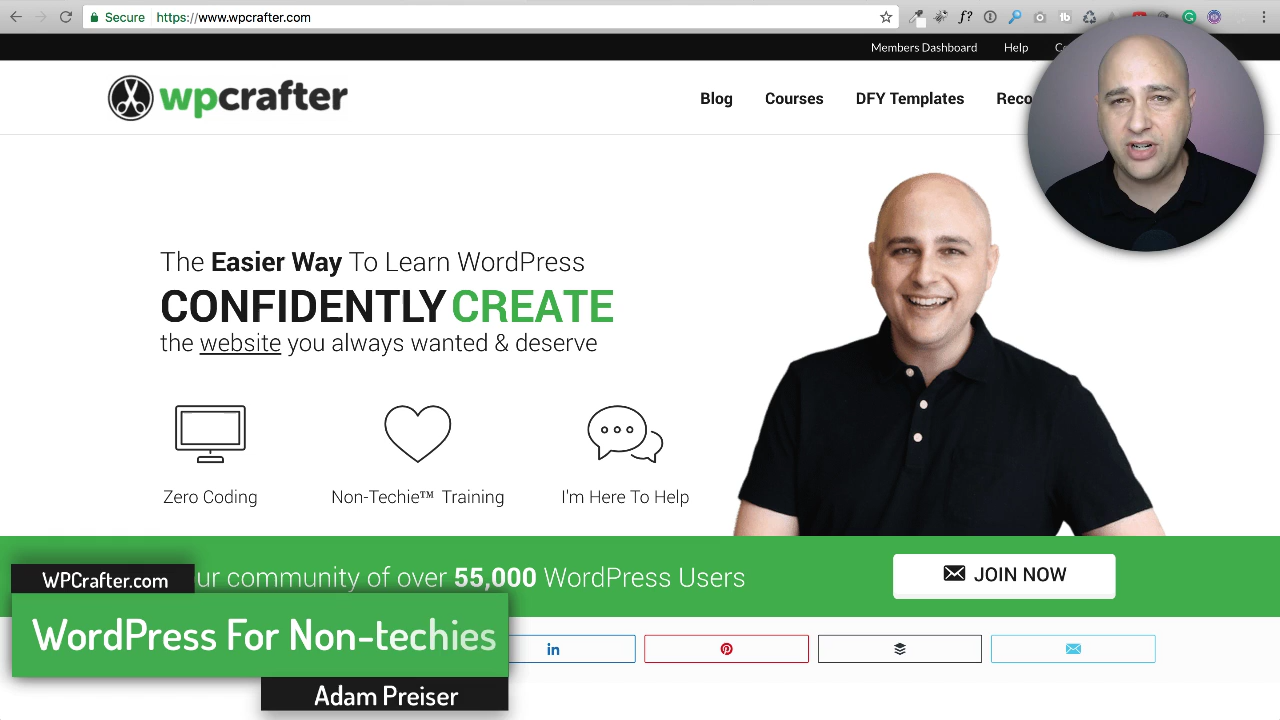 Secure https://www.wpcrafter.com
Members Dashboard Help
wpcrafter
Blog Courses DFY Templates
The Easier Way To Learn WordPress
CONFIDENTLY CREATE
the website you always wanted & deserve
Zero Coding Non-Techie™ Training I'm Here To Help
community of over 55,000 WordPress Users
JOIN NOW
WPCrafter.com
WordPress For Non-techies
in
Adam Preiser